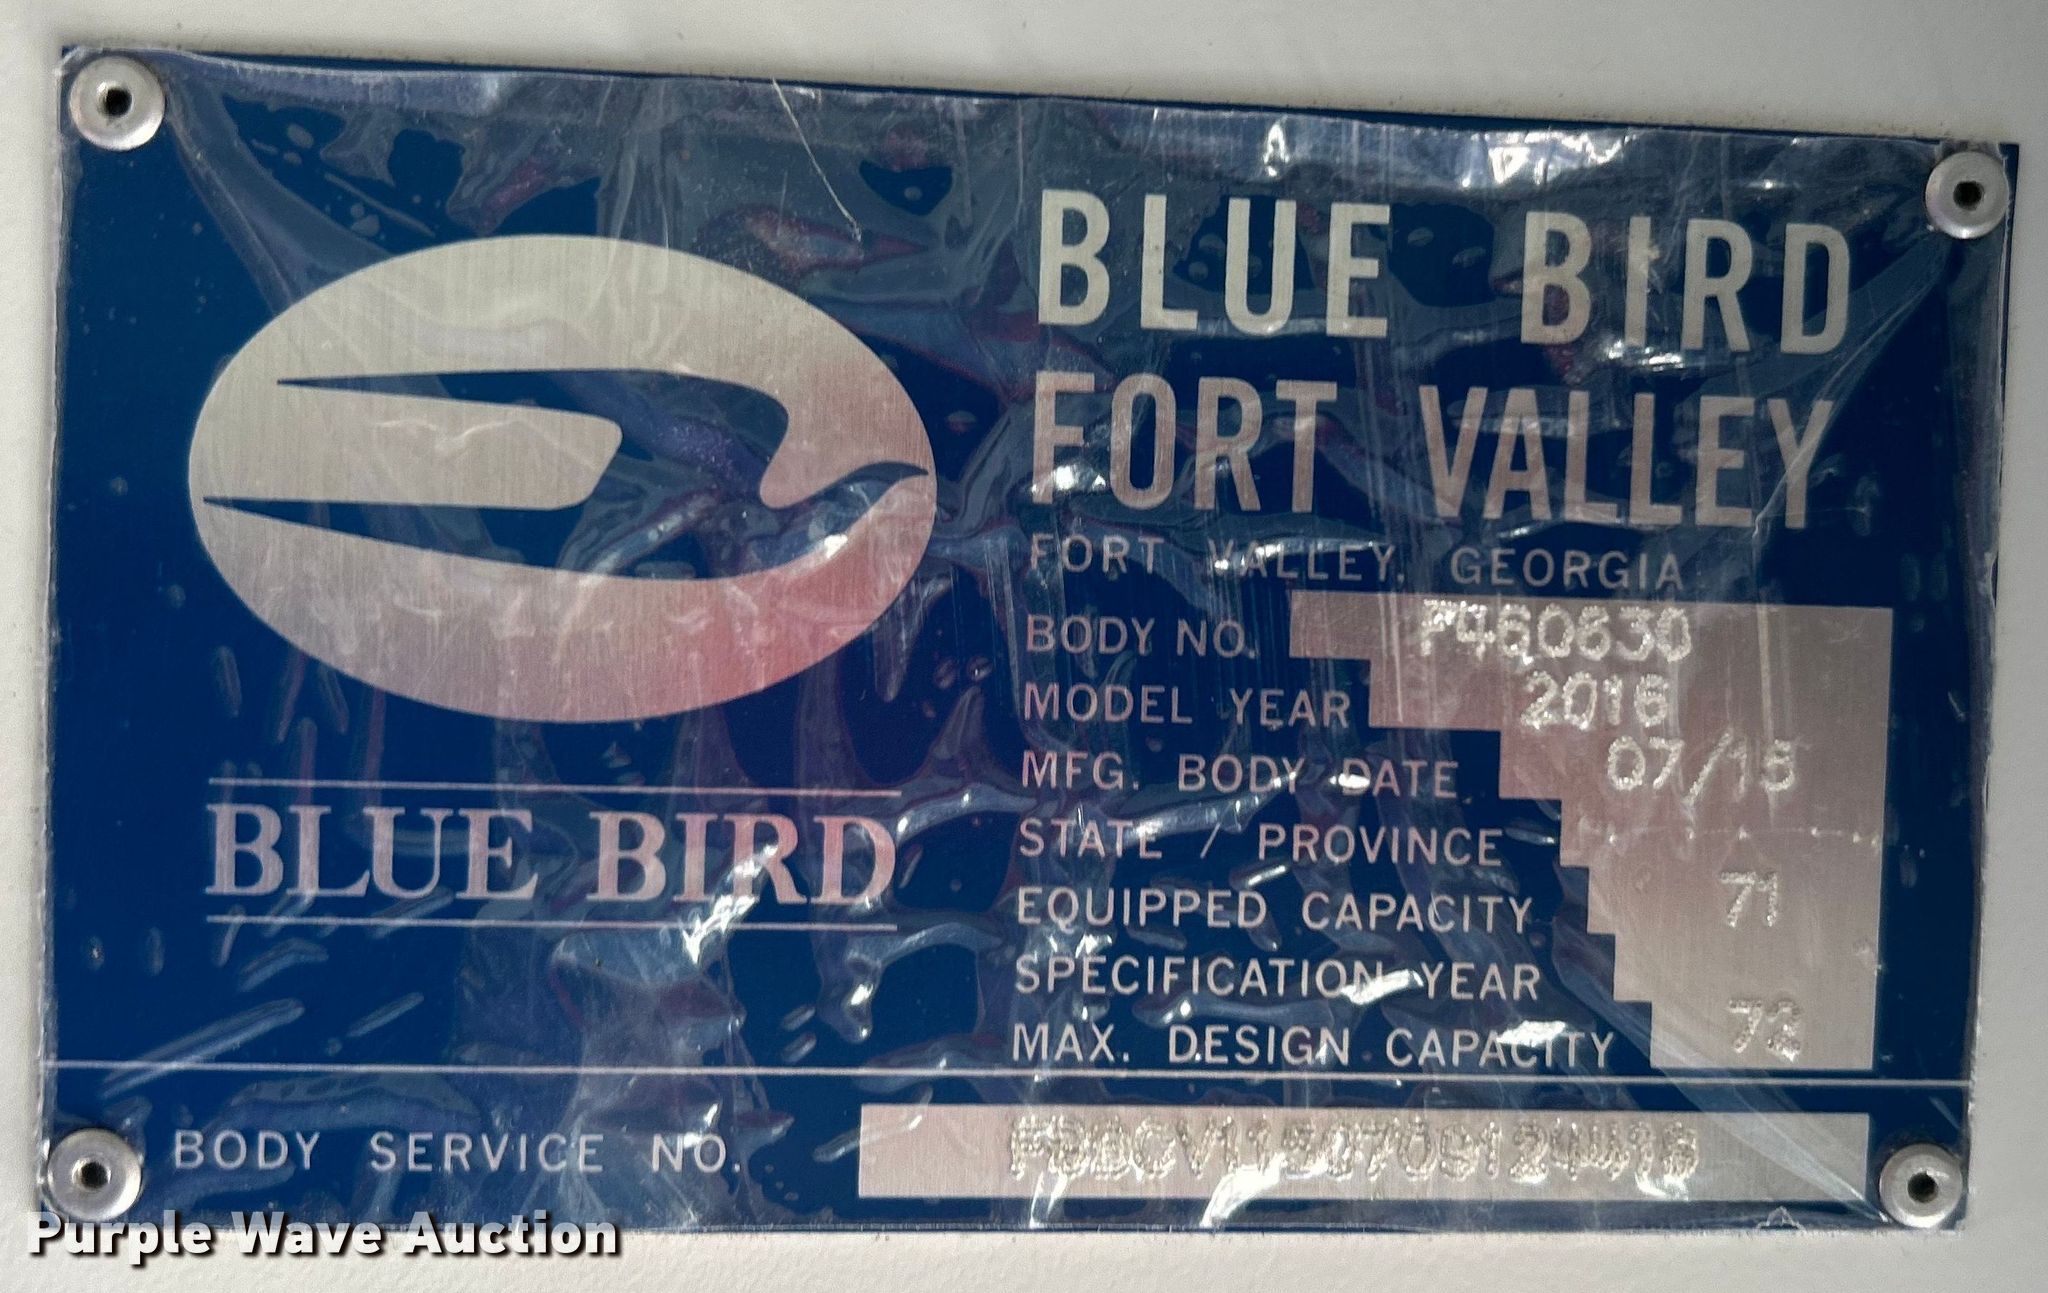 BLUE BIRD
FORT VALLEY
FORT VALLEY, GEORGIA
BODY NO. F460630
MODEL YEAR 2016
MFG. BODY DATE 07/15
STATE / PROVINCE
EQUIPPED CAPACITY 71
SPECIFICATION YEAR
MAX. DESIGN CAPACITY 72
BLUE BIRD
BODY SERVICE NO.
Purple Wave Auction